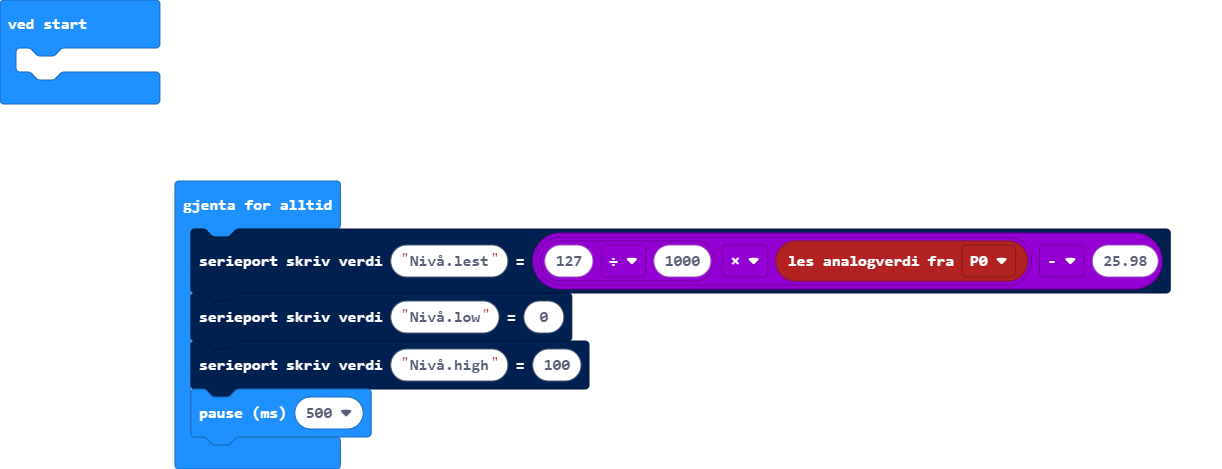 ved start
gjenta for alltid
serieport skriv verdi "Nivå.lest" = 127 ÷ 1000 × les analogverdi fra P0 - 25.98
serieport skriv verdi "Nivå.low" = 0
serieport skriv verdi "Nivå.high" = 100
pause (ms) 500